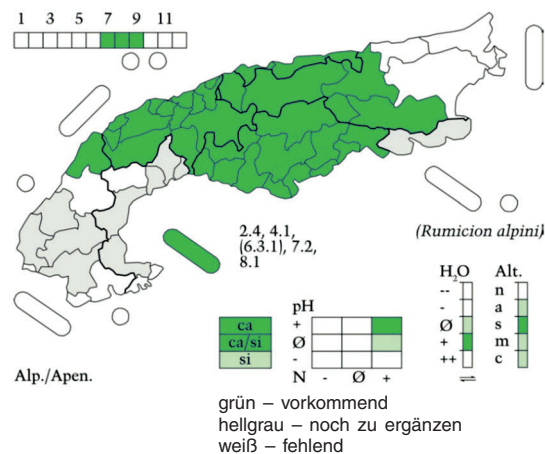 1 3 5 7 9 11
2.4, 4.1,
(6.3.1), 7.2,
8.1
(Rumicion alpini)
H2O Alt.
-- n
- a
Ø s
+ m
++ c
⇌
pH
ca +
ca/si Ø
si -
N - Ø +
Alp./Apen.
grün – vorkommend
hellgrau – noch zu ergänzen
weiß – fehlend